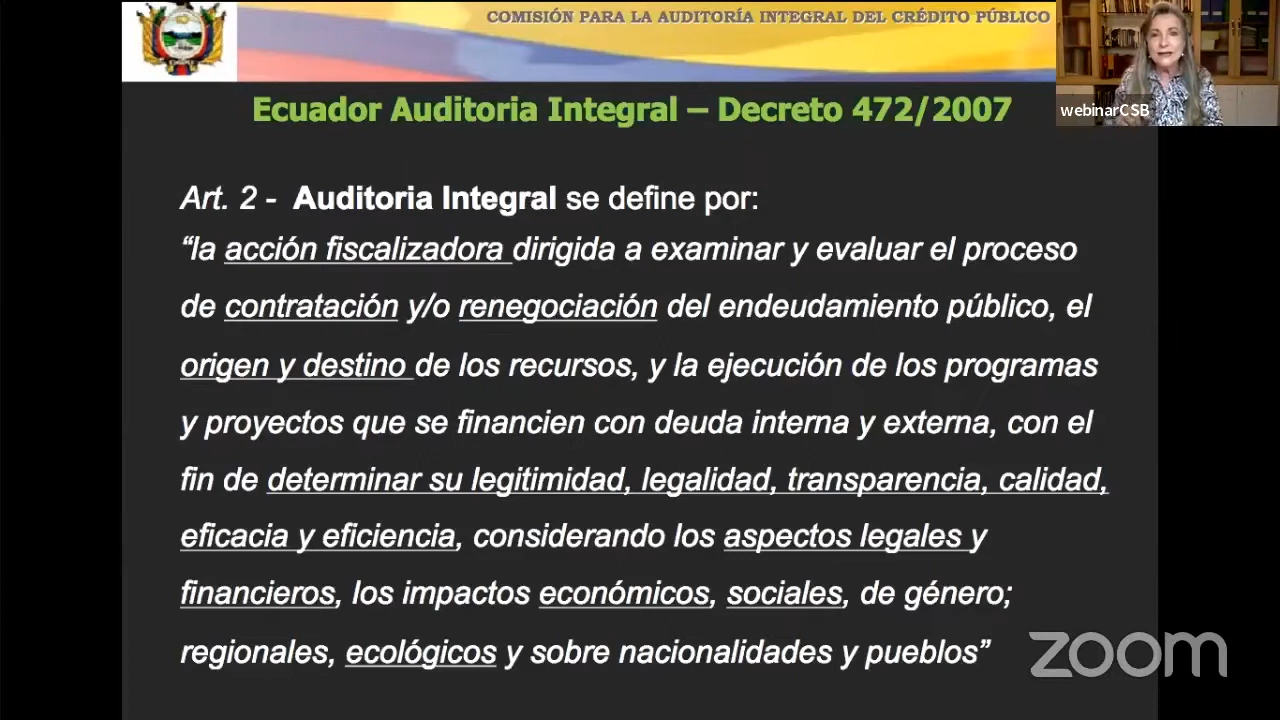 COMISIÓN PARA LA AUDITORÍA INTEGRAL DEL CRÉDITO PÚBLICO
webinarCSB
Ecuador Auditoria Integral – Decreto 472/2007
Art. 2 - Auditoria Integral se define por:
“la acción fiscalizadora dirigida a examinar y evaluar el proceso
de contratación y/o renegociación del endeudamiento público, el
origen y destino de los recursos, y la ejecución de los programas
y proyectos que se financien con deuda interna y externa, con el
fin de determinar su legitimidad, legalidad, transparencia, calidad,
eficacia y eficiencia, considerando los aspectos legales y
financieros, los impactos económicos, sociales, de género;
regionales, ecológicos y sobre nacionalidades y pueblos”
zoom